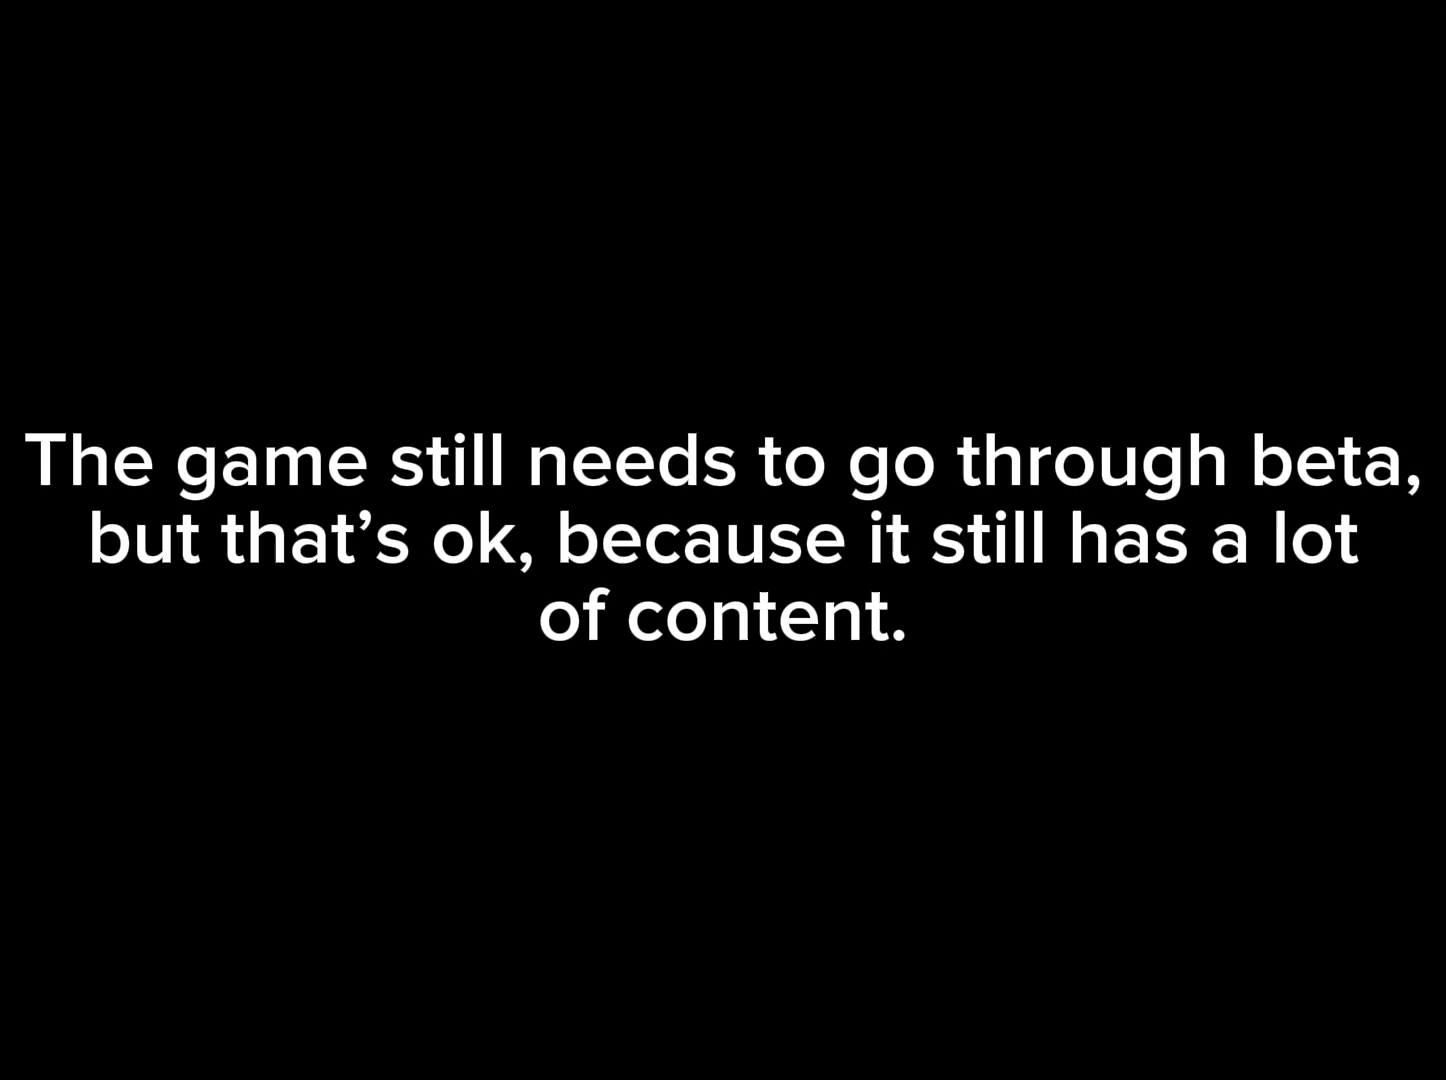 The game still needs to go through beta,
but that’s ok, because it still has a lot
of content.